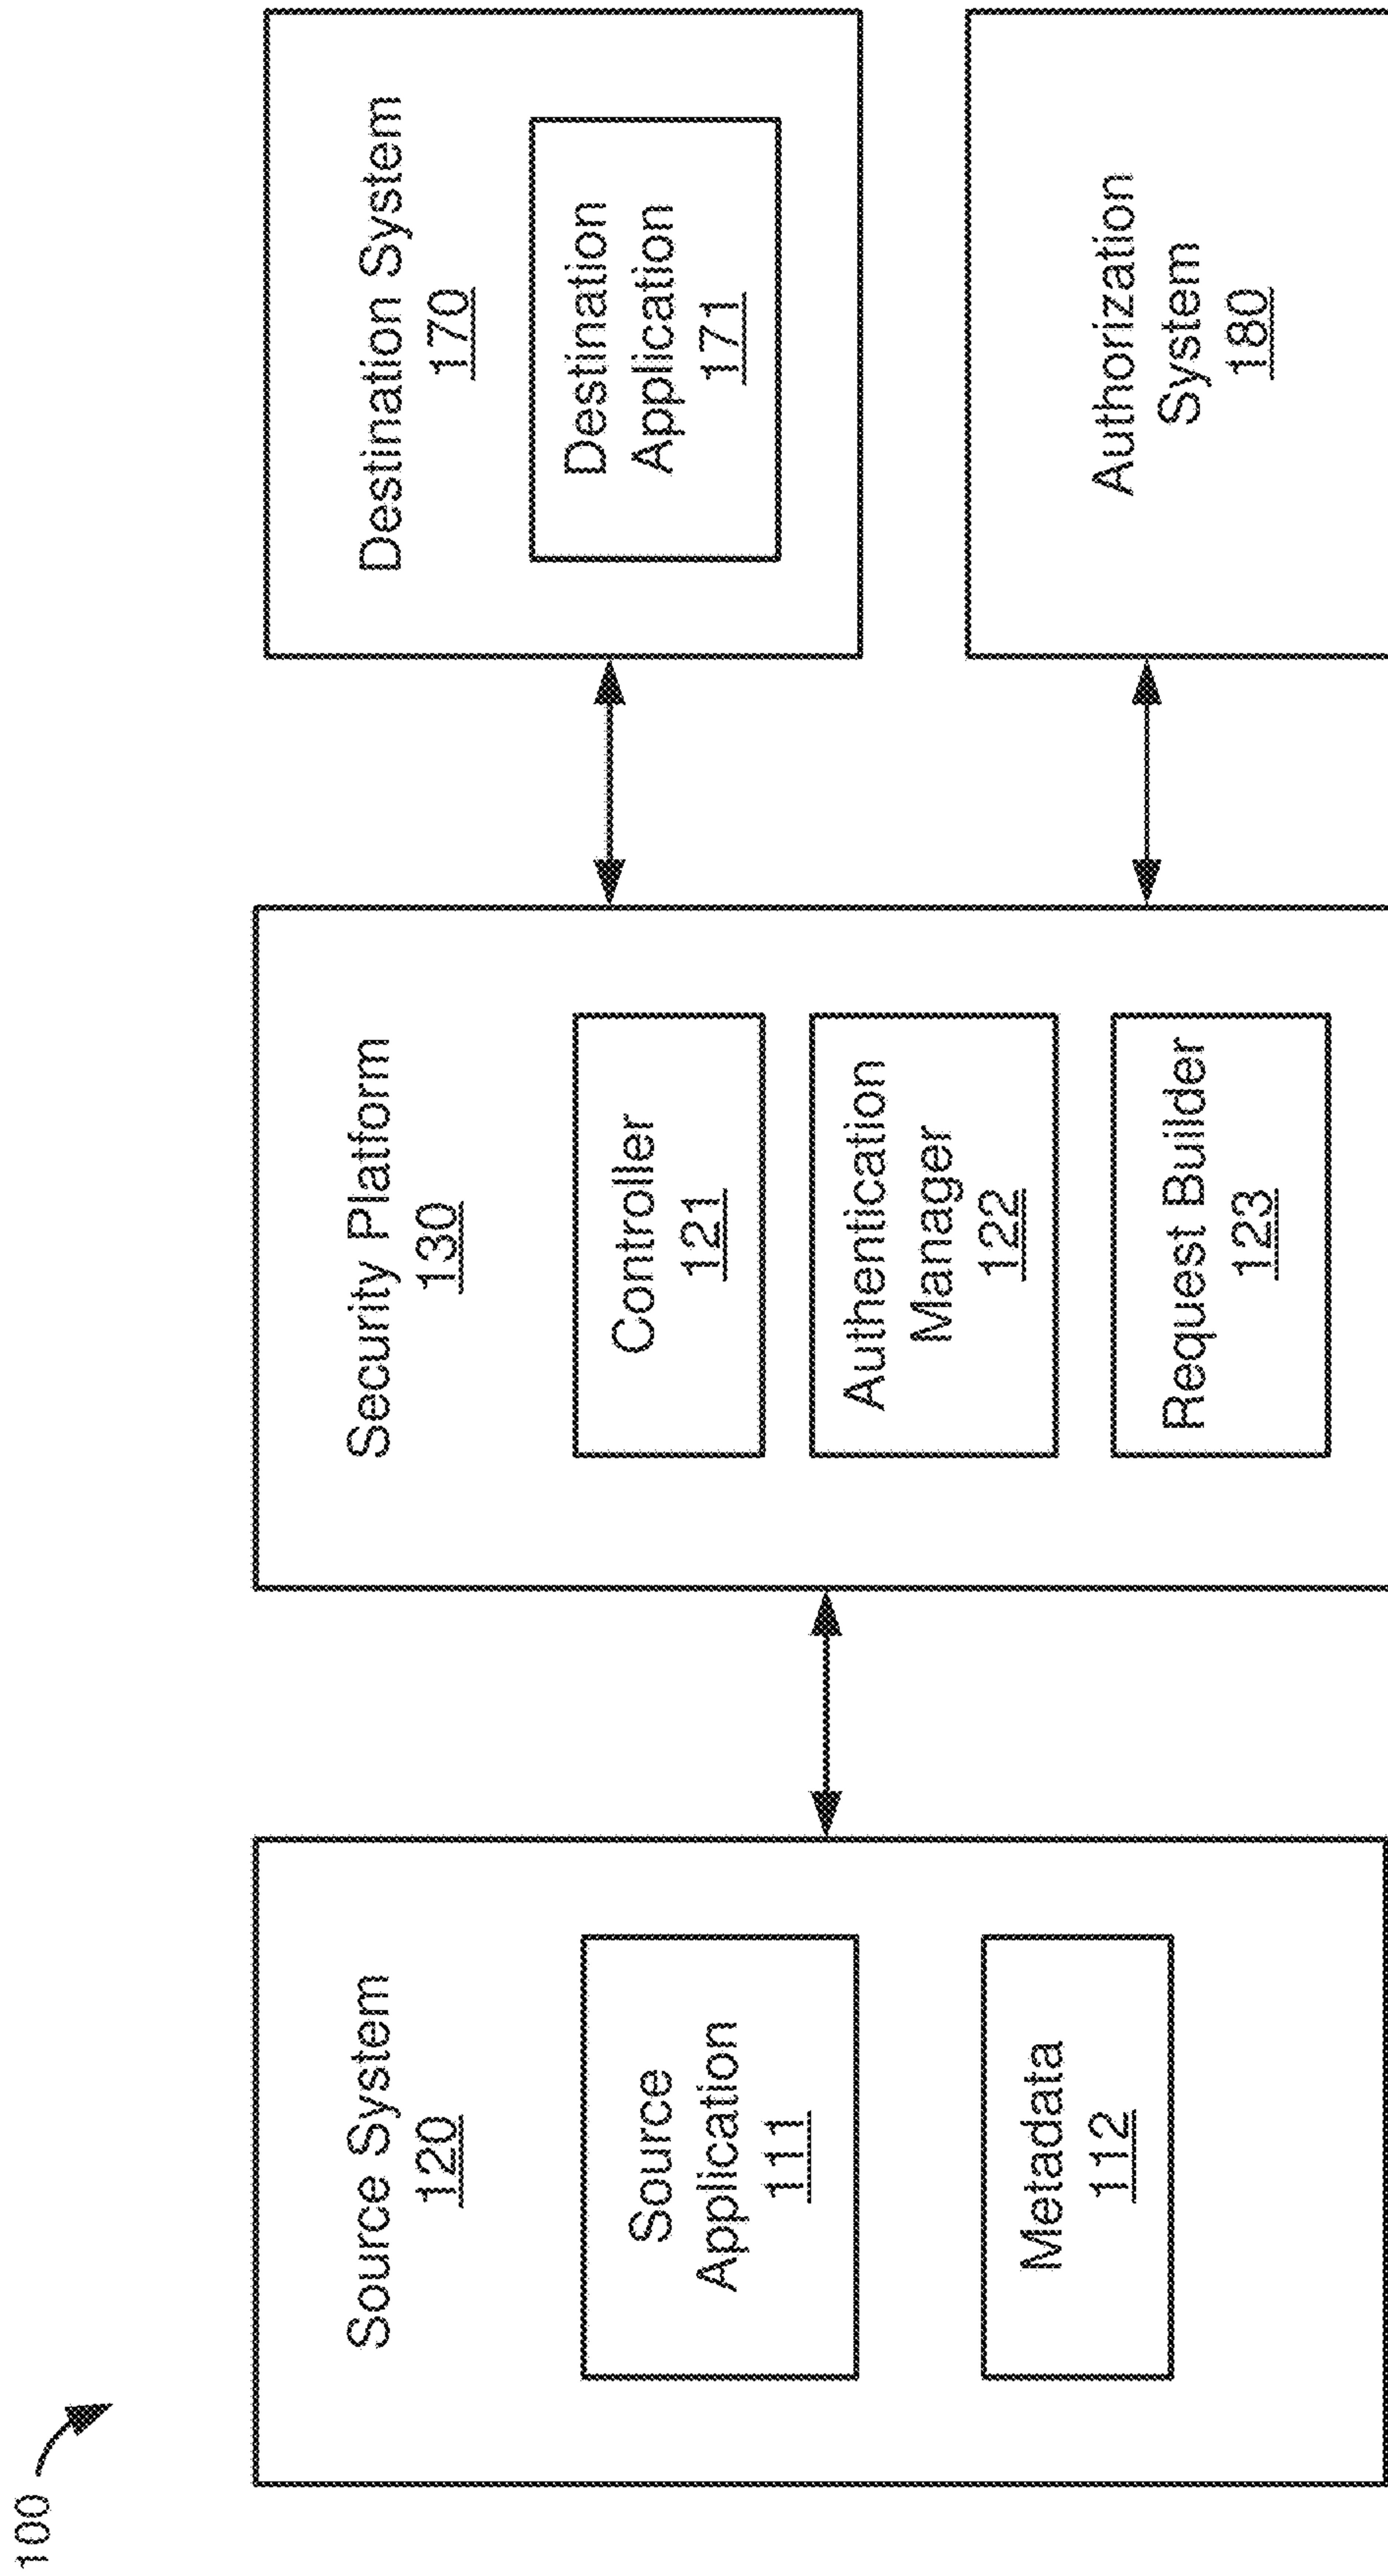 100
Source System
120
Source
Application
111
Metadata
112
Security Platform
130
Controller
121
Authentication
Manager
122
Request Builder
123
Destination System
170
Destination
Application
171
Authorization
System
180